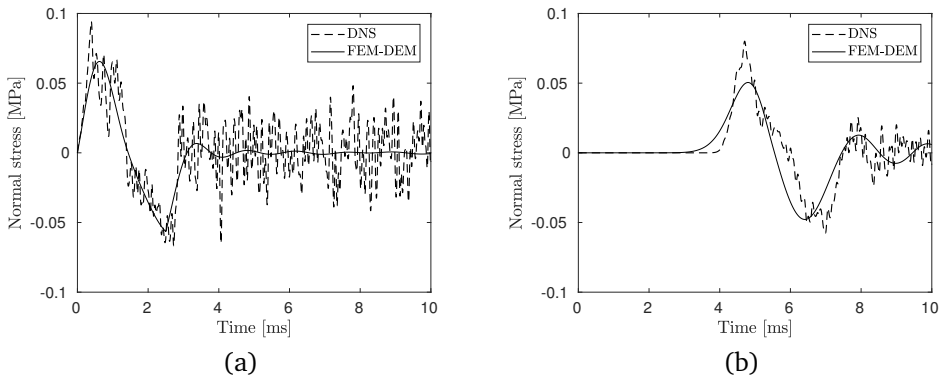 0.1
0.05
0
-0.05
-0.1
Normal stress [MPa]
DNS
FEM-DEM
0 2 4 6 8 10
Time [ms]
(a)
0.1
0.05
0
-0.05
-0.1
Normal stress [MPa]
DNS
FEM-DEM
0 2 4 6 8 10
Time [ms]
(b)